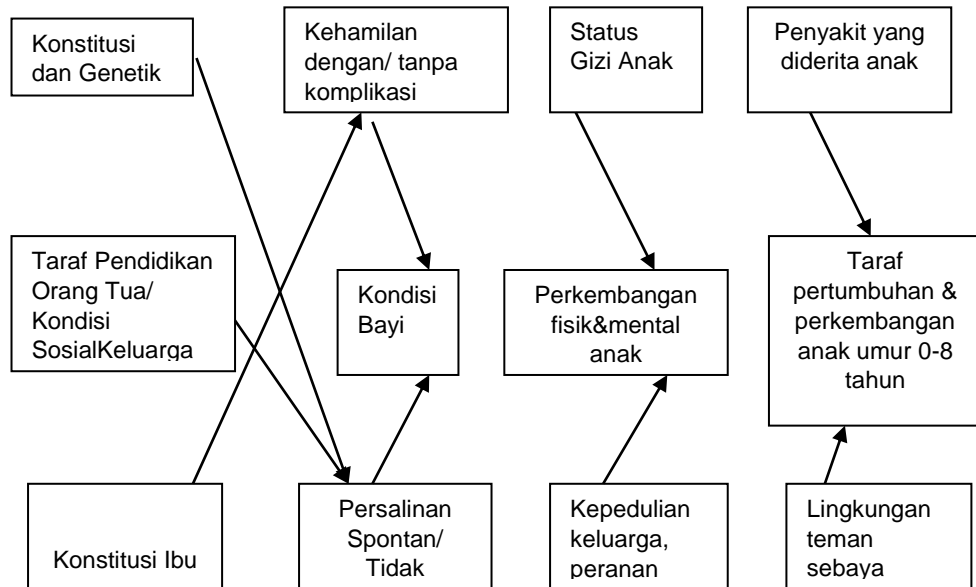 Konstitusi
dan Genetik
Kehamilan
dengan/ tanpa
komplikasi
Status
Gizi Anak
Penyakit yang
diderita anak
Taraf Pendidikan
Orang Tua/
Kondisi
SosialKeluarga
Kondisi
Bayi
Perkembangan
fisik&mental
anak
Taraf
pertumbuhan &
perkembangan
anak umur 0-8
tahun
Konstitusi Ibu
Persalinan
Spontan/
Tidak
Kepedulian
keluarga,
peranan
Lingkungan
teman
sebaya